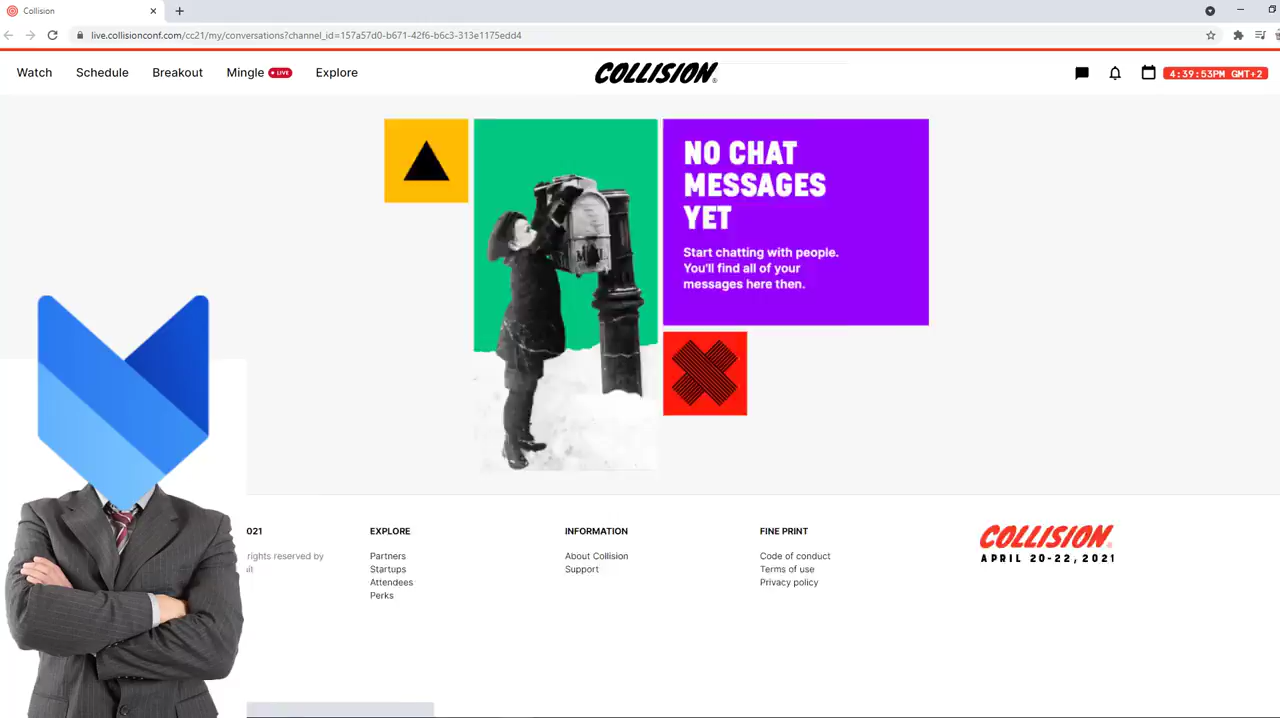 Collision
live.collisionconf.com/cc21/my/conversations?channel_id=157a57d0-b671-42f6-b6c3-313e1175edd4
Watch
Schedule
Breakout
Mingle
LIVE
Explore
COLLISION
4:39:53PM GMT+2
NO CHAT
MESSAGES
YET
Start chatting with people.
You'll find all of your
messages here then.
MAIL
021
rights reserved by
it
EXPLORE
Partners
Startups
Attendees
Perks
INFORMATION
About Collision
Support
FINE PRINT
Code of conduct
Terms of use
Privacy policy
COLLISION
APRIL 20-22, 2021